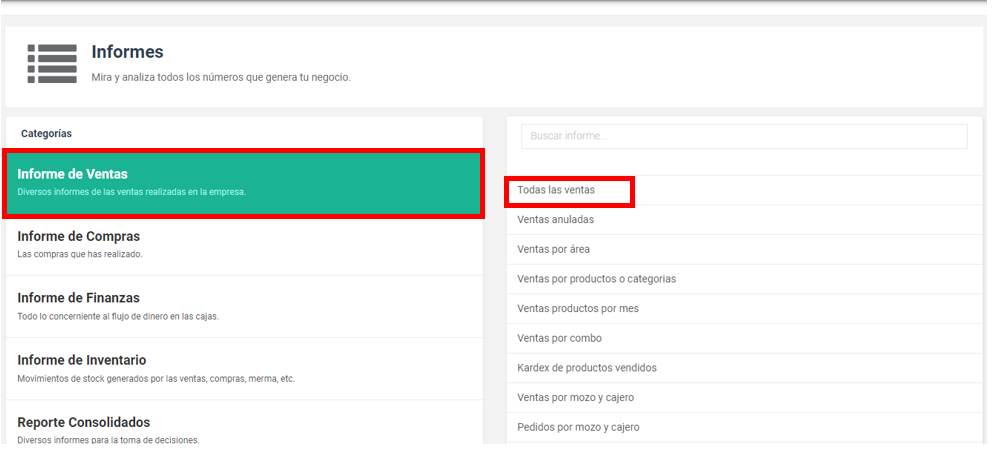 Informes
Mira y analiza todos los números que genera tu negocio.
Categorías
Informe de Ventas
Diversos informes de las ventas realizadas en la empresa.
Informe de Compras
Las compras que has realizado.
Informe de Finanzas
Todo lo concerniente al flujo de dinero en las cajas.
Informe de Inventario
Movimientos de stock generados por las ventas, compras, merma, etc.
Reporte Consolidados
Diversos informes para la toma de decisiones.
Buscar informe...
Todas las ventas
Ventas anuladas
Ventas por área
Ventas por productos o categorias
Ventas productos por mes
Ventas por combo
Kardex de productos vendidos
Ventas por mozo y cajero
Pedidos por mozo y cajero